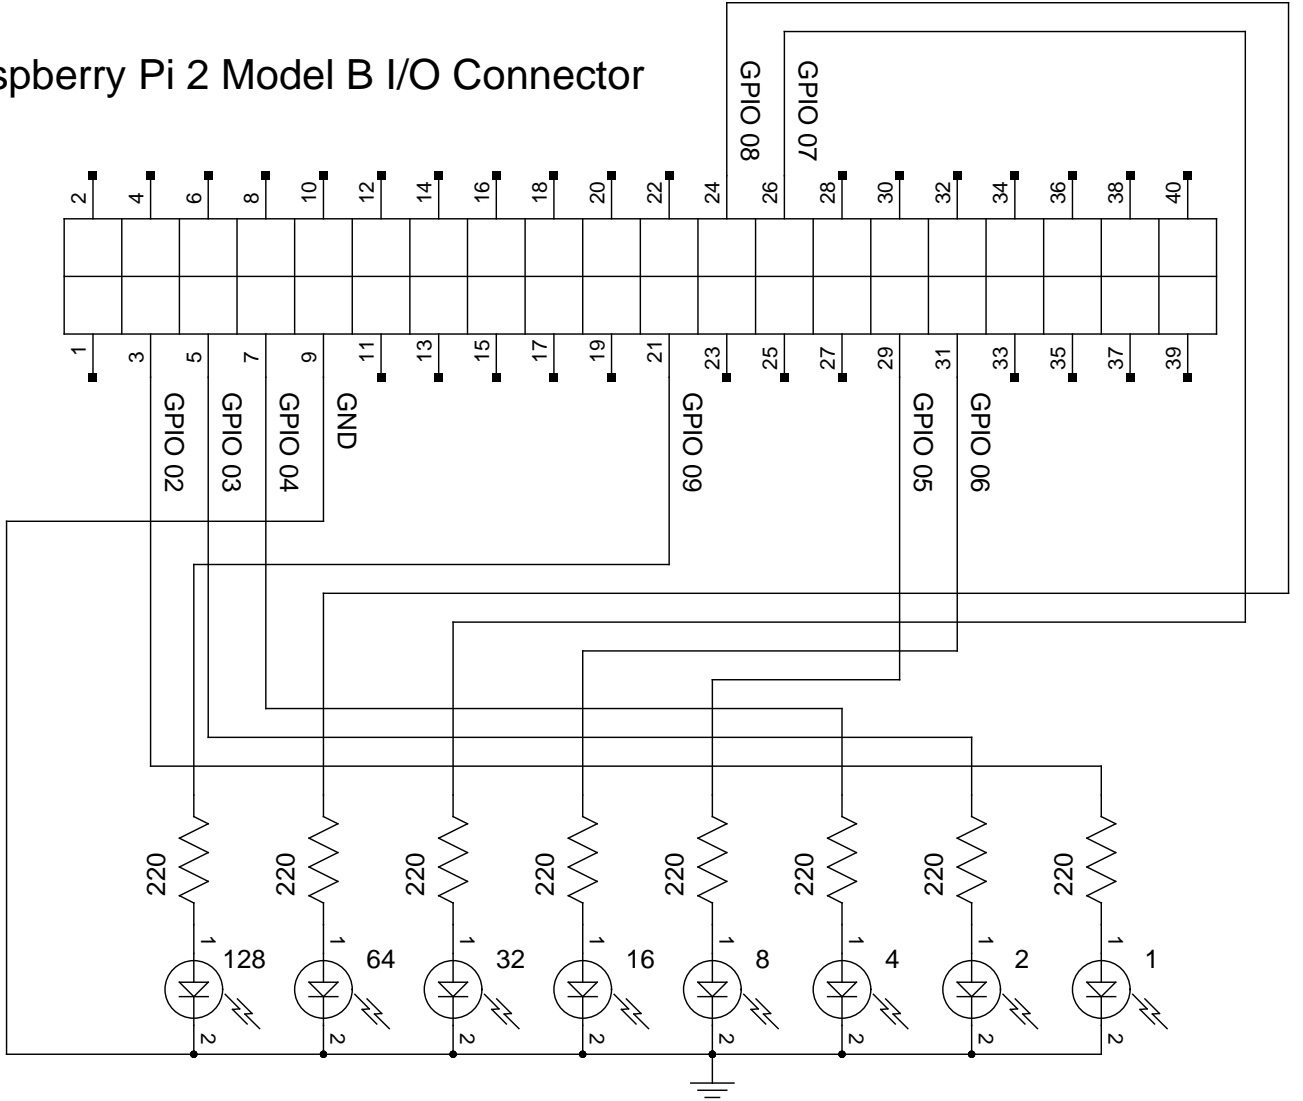 spberry Pi 2 Model B I/O Connector
GPIO 08
GPIO 07
2 4 6 8 10 12 14 16 18 20 22 24 26 28 30 32 34 36 38 40
1 3 5 7 9 11 13 15 17 19 21 23 25 27 29 31 33 35 37 39
GPIO 02
GPIO 03
GPIO 04
GND
GPIO 09
GPIO 05
GPIO 06
220 220 220 220 220 220 220 220
1 1 1 1 1 1 1 1
128 64 32 16 8 4 2 1
2 2 2 2 2 2 2 2